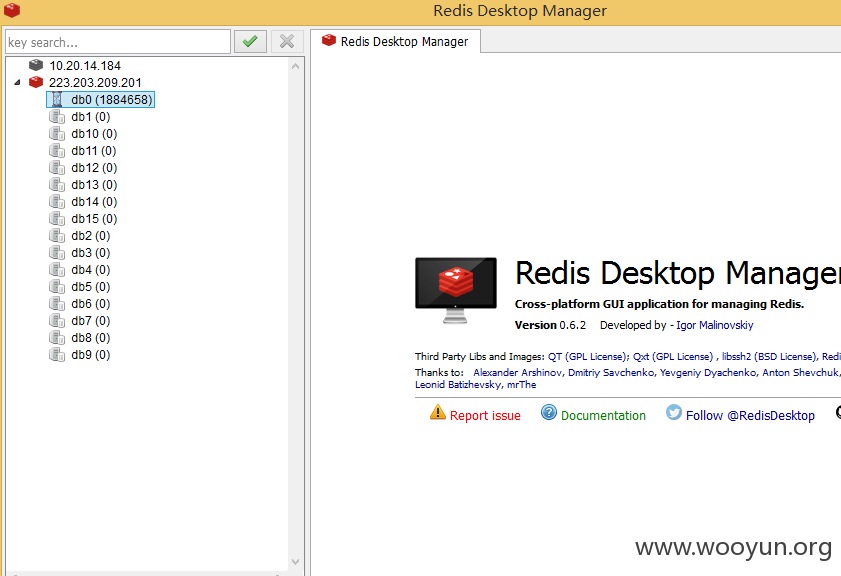 Redis Desktop Manager
key search...
Redis Desktop Manager
10.20.14.184
223.203.209.201
db0 (1884658)
db1 (0)
db10 (0)
db11 (0)
db12 (0)
db13 (0)
db14 (0)
db15 (0)
db2 (0)
db3 (0)
db4 (0)
db5 (0)
db6 (0)
db7 (0)
db8 (0)
db9 (0)
Redis Desktop Manager
Cross-platform GUI application for managing Redis.
Version 0.6.2 Developed by - Igor Malinovskiy
Third Party Libs and Images: QT (GPL License); Qxt (GPL License) , libssh2 (BSD License), Redi
Thanks to: Alexander Arshinov, Dmitriy Savchenko, Yevgeniy Dyachenko, Anton Shevchuk,
Leonid Batizhevsky, mrThe
Report issue Documentation Follow @RedisDesktop
www.wooyun.org